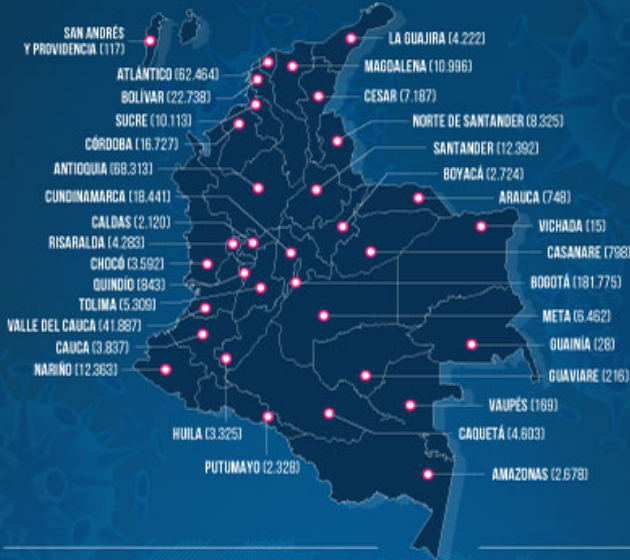 SAN ANDRÉS
Y PROVIDENCIA (117)
ATLÁNTICO (62.464)
BOLÍVAR (22.738)
SUCRE (10.113)
CÓRDOBA (16.727)
ANTIOQUIA (68.313)
CUNDINAMARCA (18.441)
CALDAS (2.120)
RISARALDA (4.283)
CHOCÓ (3.592)
QUINDÍO (843)
TOLIMA (5.309)
VALLE DEL CAUCA (41.887)
CAUCA (3.837)
NARIÑO (12.363)
HUILA (3.325)
PUTUMAYO (2.328)
LA GUAJIRA (4.222)
MAGDALENA (10.996)
CESAR (7.187)
NORTE DE SANTANDER (8.325)
SANTANDER (12.392)
BOYACÁ (2.724)
ARAUCA (748)
VICHADA (15)
CASANARE (798)
BOGOTÁ (181.775)
META (6.462)
GUAINÍA (28)
GUAVIARE (216)
VAUPÉS (169)
CAQUETÁ (4.603)
AMAZONAS (2.678)